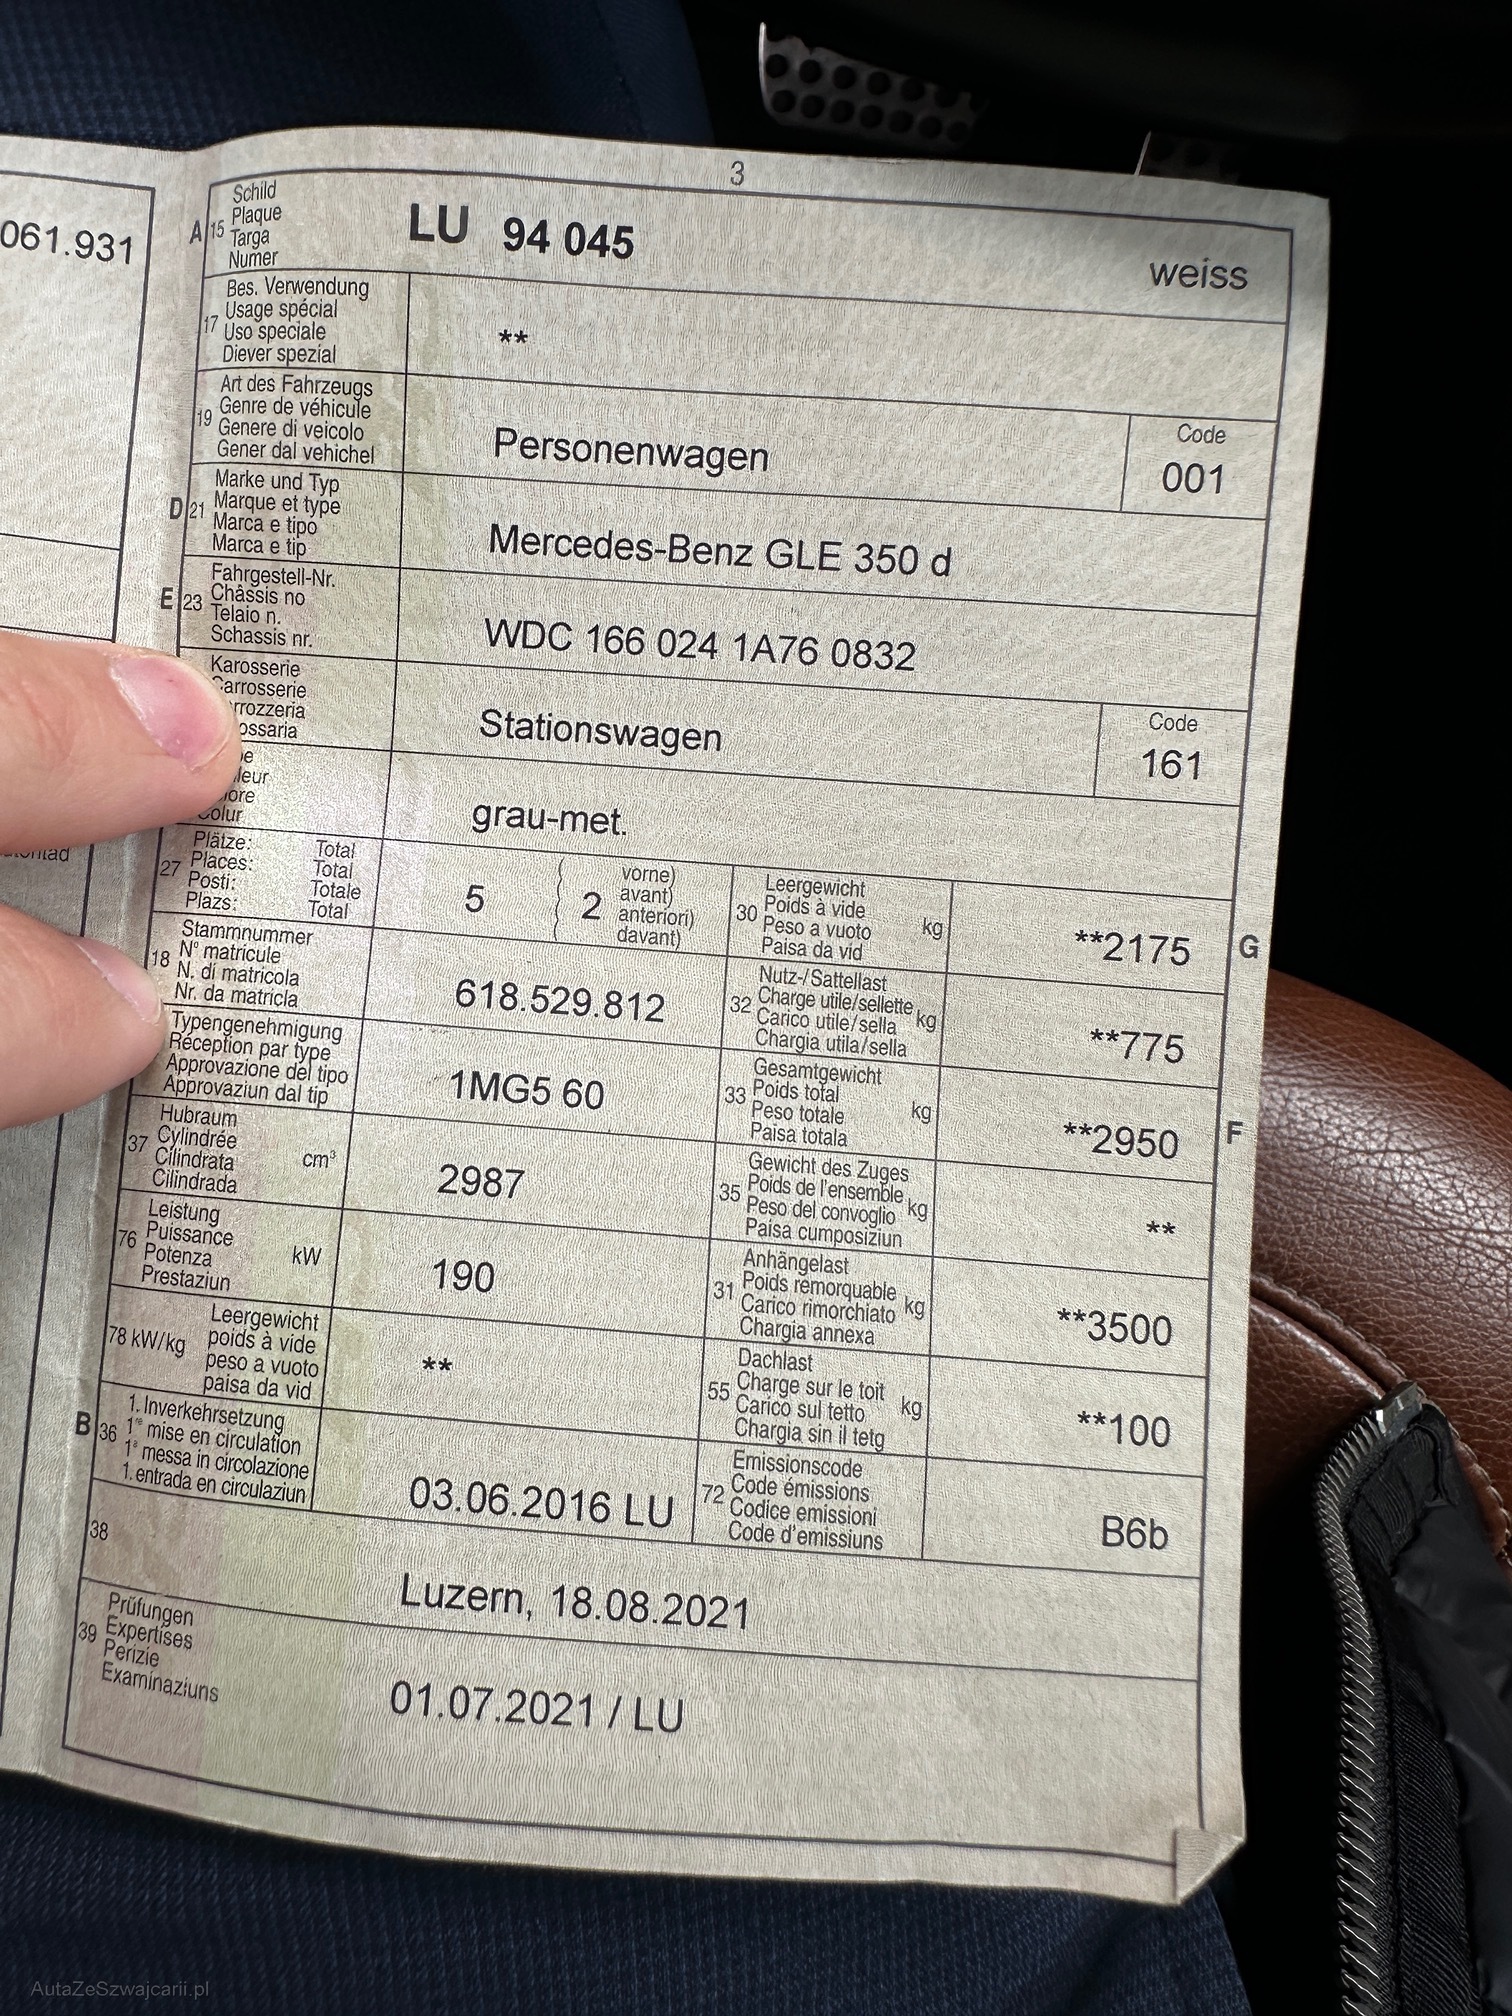 3
061.931
A 15 Schild
Plaque
Targa
Numer
LU 94 045
weiss
17 Bes. Verwendung
Usage spécial
Uso speciale
Diever spezial
**
19 Art des Fahrzeugs
Genre de véhicule
Genere di veicolo
Gener dal vehichel
Personenwagen
Code
001
D 21 Marke und Typ
Marque et type
Marca e tipo
Marca e tip
Mercedes-Benz GLE 350 d
E 23 Fahrgestell-Nr.
Châssis no
Telaio n.
Schassis nr.
WDC 166 024 1A76 0832
Karosserie
Carrosserie
rrozzeria
ossaria
Stationswagen
Code
161
be
leur
ore
Colur
grau-met.
27 Plätze: Total
Places: Total
Posti: Totale
Plazs: Total
5 ( 2 vorne)
avant)
anteriori)
davant)
30 Leergewicht
Poids à vide
Peso a vuoto kg
Paisa da vid
**2175 G
18 Stammnummer
N° matricule
N. di matricola
Nr. da matricla
618.529.812
32 Nutz-/Sattellast
Charge utile/sellette
Carico utile/sella kg
Chargia utila/sella
**775
Typengenehmigung
Réception par type
Approvazione del tipo
Approvaziun dal tip
1MG5 60
33 Gesamtgewicht
Poids total
Peso totale kg
Paisa totala
**2950 F
37 Hubraum
Cylindrée
Cilindrata cm³
Cilindrada
2987
35 Gewicht des Zuges
Poids de l'ensemble
Peso del convoglio kg
Paisa cumposiziun
**
76 Leistung
Puissance
Potenza kW
Prestaziun
190
31 Anhängelast
Poids remorquable
Carico rimorchiato kg
Chargia annexa
**3500
78 kW/kg Leergewicht
poids à vide
peso a vuoto
paisa da vid
**
55 Dachlast
Charge sur le toit
Carico sul tetto kg
Chargia sin il tetg
**100
B 36 1. Inverkehrsetzung
1re mise en circulation
1a messa in circolazione
1. entrada en circulaziun
03.06.2016 LU
72 Emissionscode
Code émissions
Codice emissioni
Code d'emissiuns
B6b
38
Luzern, 18.08.2021
39 Prüfungen
Expertises
Perizie
Examinaziuns
01.07.2021 / LU
AutaZeSzwajcarii.pl